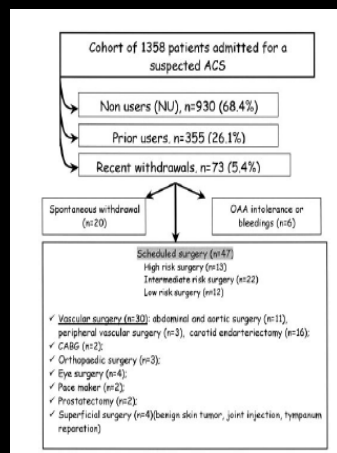 Cohort of 1358 patients admitted for a
suspected ACS
Non users (NU), n=930 (68.4%)
Prior users, n=355 (26.1%)
Recent withdrawals, n=73 (5.4%)
Spontaneous withdrawal
(n=20)
OAA intolerance or
bleedings (n=6)
Scheduled surgery (n=47)
High risk surgery (n=13)
Intermediate risk surgery (n=22)
Low risk surgery (n=12)
✓ Vascular surgery (n=30): abdominal and aortic surgery (n=11),
peripheral vascular surgery (n=3), carotid endarteriectomy (n=16);
✓ CABG (n=2);
✓ Orthopaedic surgery (n=3);
✓ Eye surgery (n=4);
✓ Pace maker (n=2);
✓ Prostatectomy (n=2);
✓ Superficial surgery (n=4)(benign skin tumor, joint injection, tympanum
reparation)